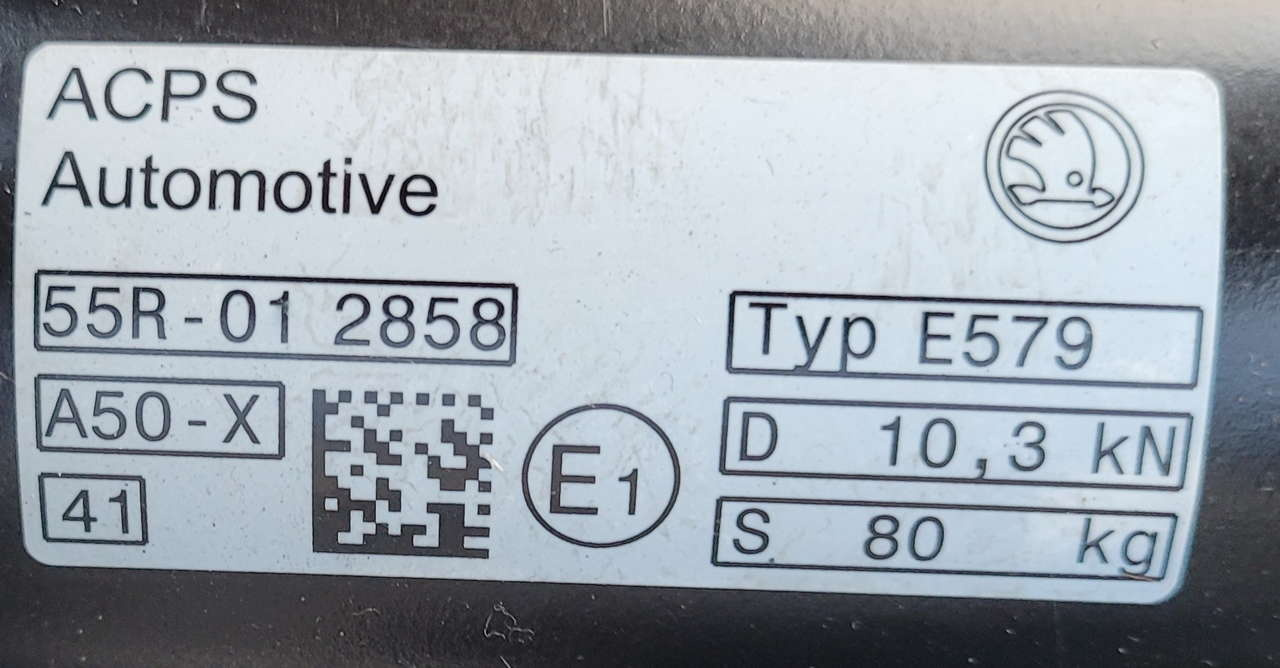 ACPS
Automotive
55R-01 2858
A50-X
41
E1
Typ E579
D 10,3 kN
S 80 kg